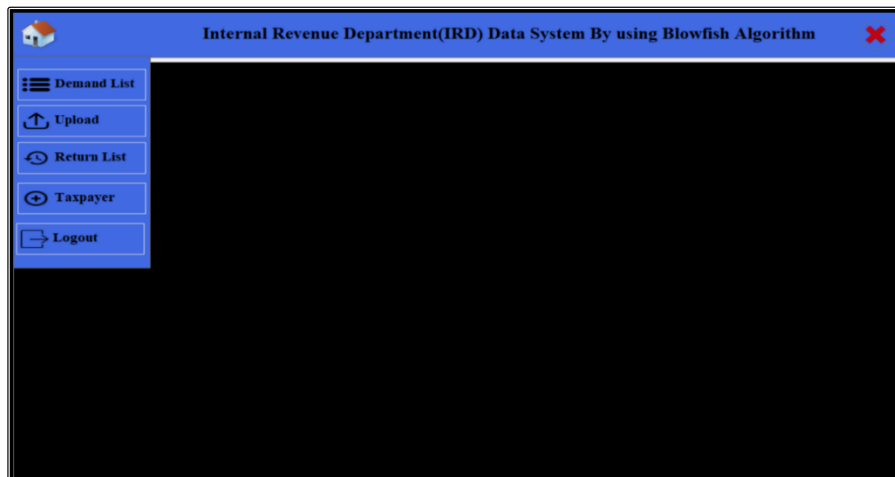 Internal Revenue Department(IRD) Data System By using Blowfish Algorithm
Demand List
Upload
Return List
Taxpayer
Logout